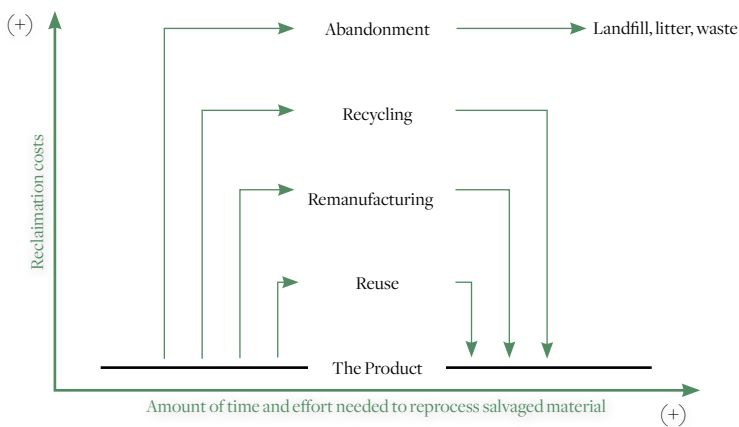 (+)
Abandonment
Landfill, litter, waste
Recycling
Remanufacturing
Reuse
The Product
Reclaimation costs
Amount of time and effort needed to reprocess salvaged material
(+)